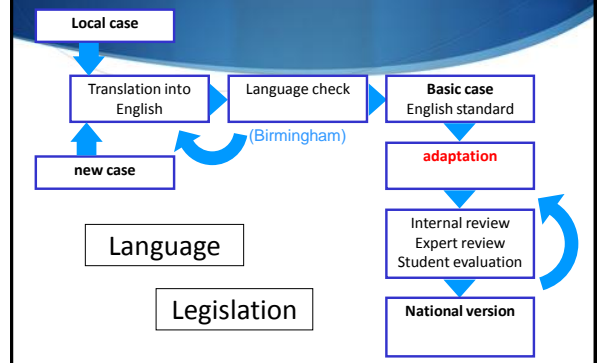 Local case
Translation into
English
Language check
Basic case
English standard
(Birmingham)
new case
adaptation
Internal review
Expert review
Student evaluation
Language
Legislation
National version